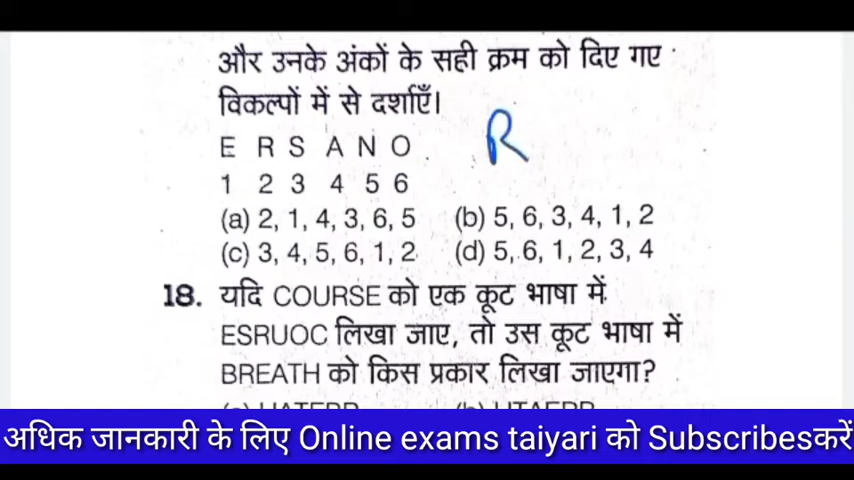 और उनके अंकों के सही क्रम को दिए गए
विकल्पों में से दर्शाएँ।
E R S A N O
R
1 2 3 4 5 6
(a) 2, 1, 4, 3, 6, 5 (b) 5, 6, 3, 4, 1, 2
(c) 3, 4, 5, 6, 1, 2 (d) 5, 6, 1, 2, 3, 4
18. यदि COURSE को एक कूट भाषा में
ESRUOC लिखा जाए, तो उस कूट भाषा में
BREATH को किस प्रकार लिखा जाएगा?
अधिक जानकारी के लिए Online exams taiyari को Subscribesकरें